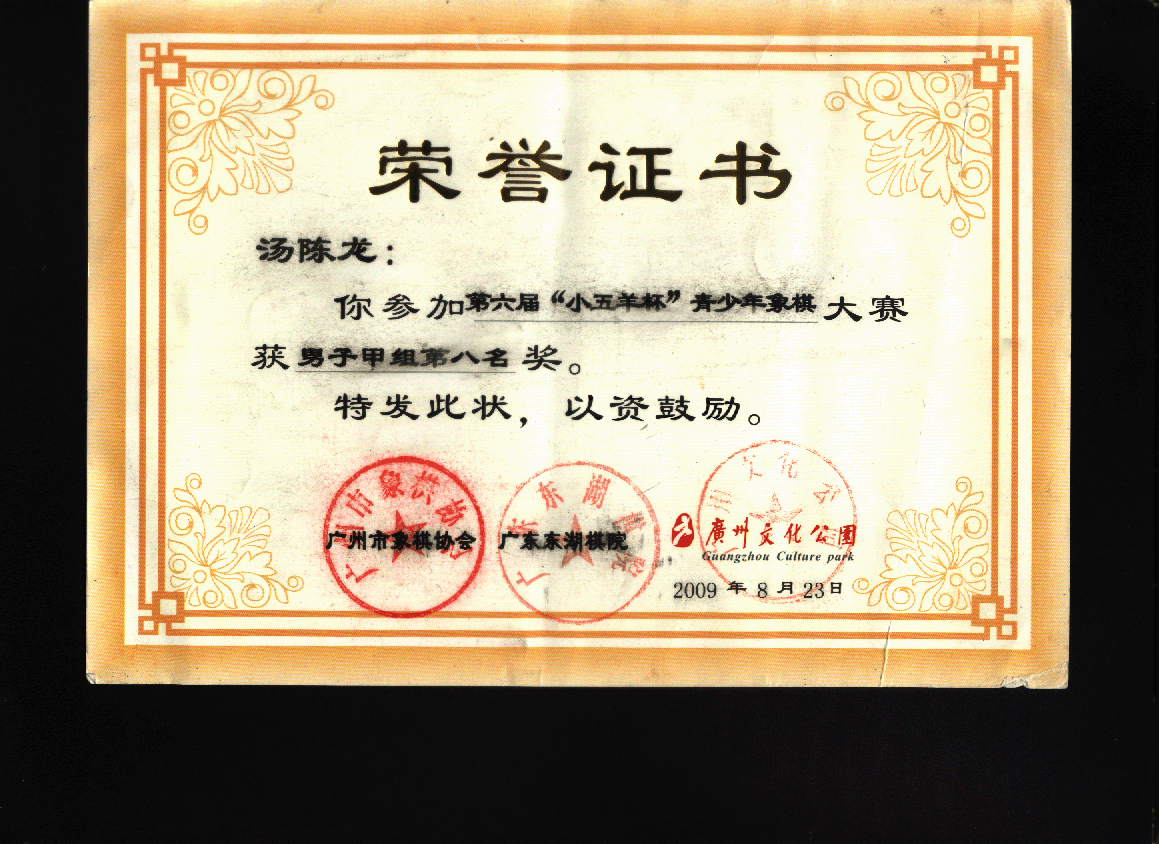 荣誉证书
汤陈龙：
你参加第六届“小五羊杯”青少年象棋大赛
获男子甲组第八名奖。
特发此状，以资鼓励。
广州市象棋协会
广州市象棋协会
广东东湖棋院
广东东湖棋院
廣州文化公園
Guangzhou Culture park
文化公
2009 年 8 月 23 日